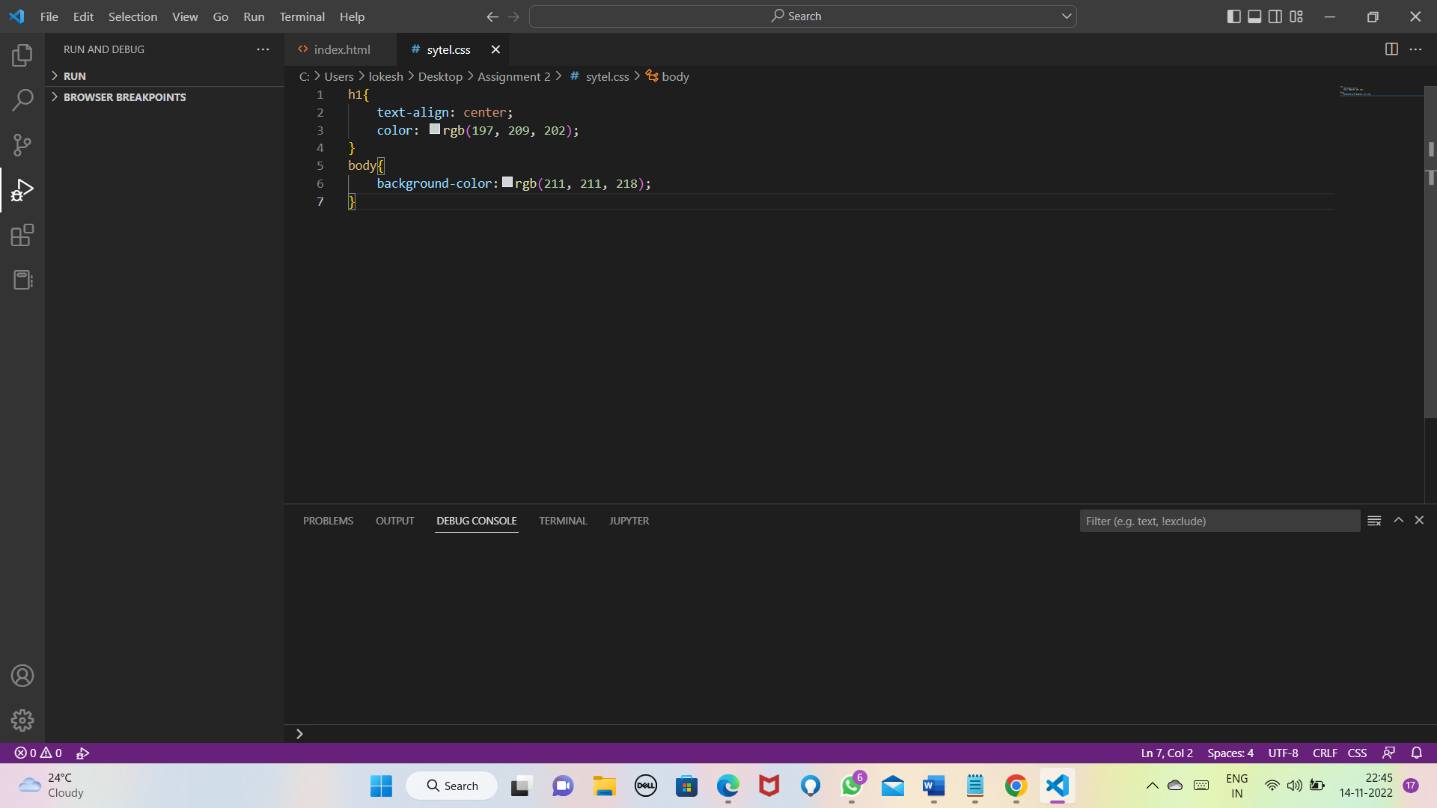 File Edit Selection View Go Run Terminal Help
Search
RUN AND DEBUG
RUN
BROWSER BREAKPOINTS
index.html
# sytel.css
C: > Users > lokesh > Desktop > Assignment 2 > # sytel.css > body
1 h1{
2 text-align: center;
3 color: rgb(197, 209, 202);
4 }
5 body{
6 background-color: rgb(211, 211, 218);
7 }
PROBLEMS OUTPUT DEBUG CONSOLE TERMINAL JUPYTER
Filter (e.g. text, !exclude)
0 0
Ln 7, Col 2 Spaces: 4 UTF-8 CRLF CSS
24°C
Cloudy
Search
DELL
6
W
ENG
IN
22:45
14-11-2022
17